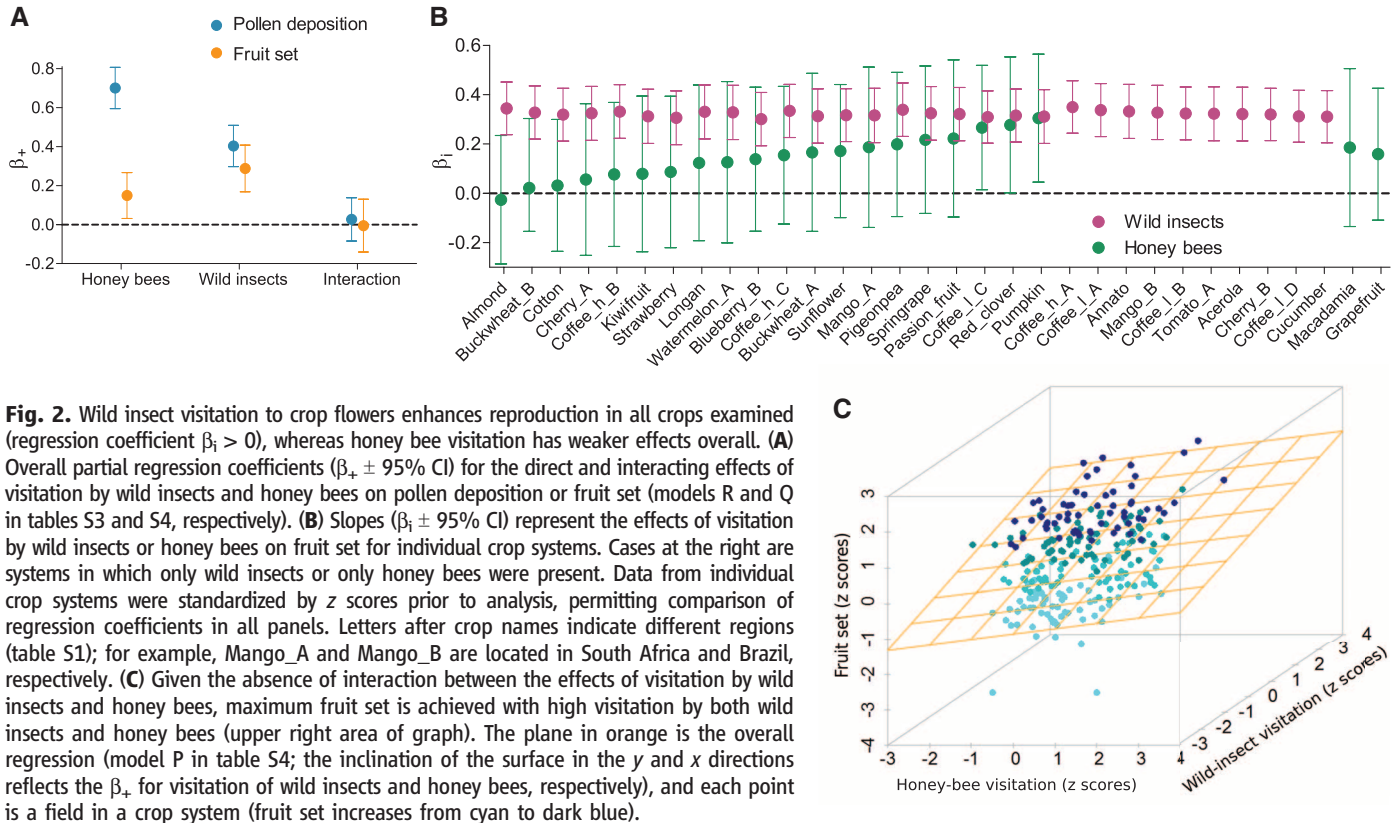 A
Pollen deposition
Fruit set
0.8
0.6
0.4
0.2
0.0
-0.2
β+
Honey bees
Wild insects
Interaction
B
0.6
0.4
0.2
0.0
-0.2
βi
Wild insects
Honey bees
Almond
Buckwheat_B
Cotton
Cherry_A
Coffee_h_B
Kiwifruit
Strawberry
Longan
Watermelon_A
Blueberry_B
Coffee_h_C
Buckwheat_A
Sunflower
Mango_A
Pigeonpea
Springrape
Passion_fruit
Coffee_l_C
Red_clover
Pumpkin
Coffee_h_A
Coffee_l_A
Annato
Mango_B
Coffee_l_B
Tomato_A
Acerola
Cherry_B
Coffee_l_D
Cucumber
Macadamia
Grapefruit
Fig. 2. Wild insect visitation to crop flowers enhances reproduction in all crops examined
(regression coefficient βi > 0), whereas honey bee visitation has weaker effects overall. (A)
Overall partial regression coefficients (β+ ± 95% CI) for the direct and interacting effects of
visitation by wild insects and honey bees on pollen deposition or fruit set (models R and Q
in tables S3 and S4, respectively). (B) Slopes (βi ± 95% CI) represent the effects of visitation
by wild insects or honey bees on fruit set for individual crop systems. Cases at the right are
systems in which only wild insects or only honey bees were present. Data from individual
crop systems were standardized by z scores prior to analysis, permitting comparison of
regression coefficients in all panels. Letters after crop names indicate different regions
(table S1); for example, Mango_A and Mango_B are located in South Africa and Brazil,
respectively. (C) Given the absence of interaction between the effects of visitation by wild
insects and honey bees, maximum fruit set is achieved with high visitation by both wild
insects and honey bees (upper right area of graph). The plane in orange is the overall
regression (model P in table S4; the inclination of the surface in the y and x directions
reflects the β+ for visitation of wild insects and honey bees, respectively), and each point
is a field in a crop system (fruit set increases from cyan to dark blue).
C
3
2
1
0
-1
-2
-3
-4
Fruit set (z scores)
-3 -2 -1 0 1 2 3 4
Honey-bee visitation (z scores)
-3 -2 -1 0 1 2 3 4
Wild-insect visitation (z scores)